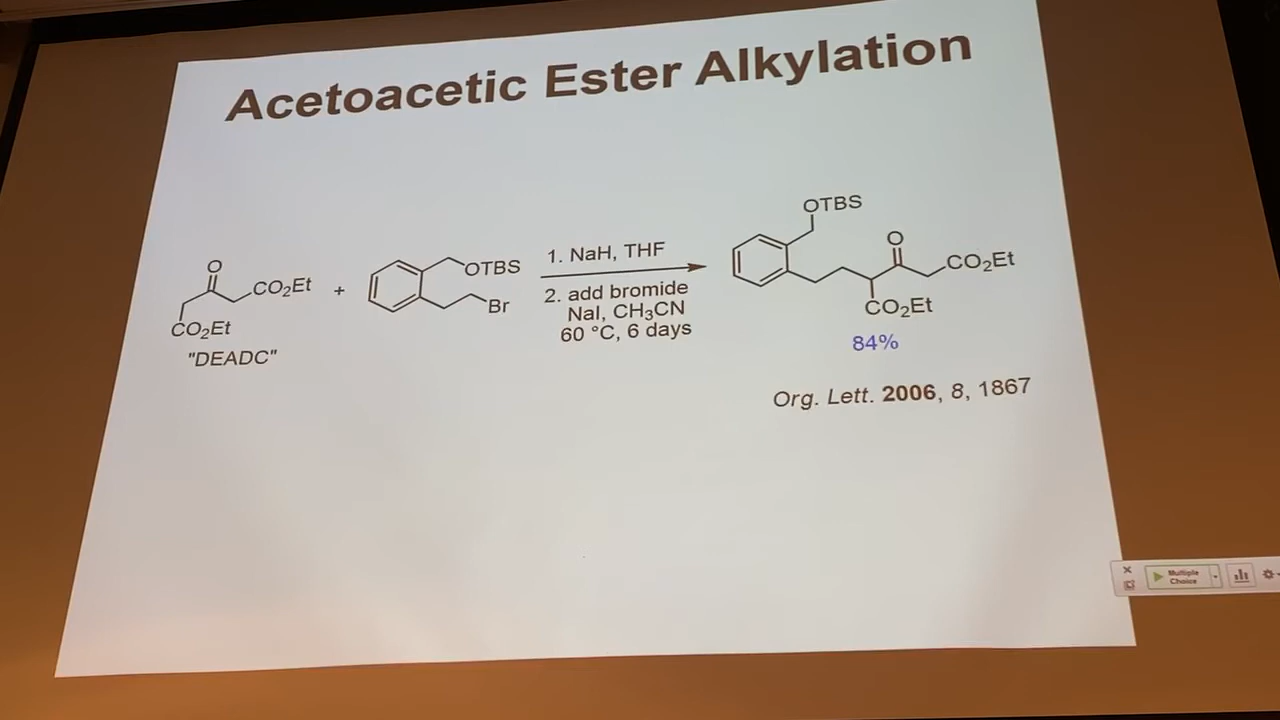 Acetoacetic Ester Alkylation
O
CO₂Et
CO₂Et
"DEADC"
+
OTBS
Br
1. NaH, THF
2. add bromide
NaI, CH₃CN
60 °C, 6 days
OTBS
O
CO₂Et
CO₂Et
84%
Org. Lett. 2006, 8, 1867
Multiple
Choice